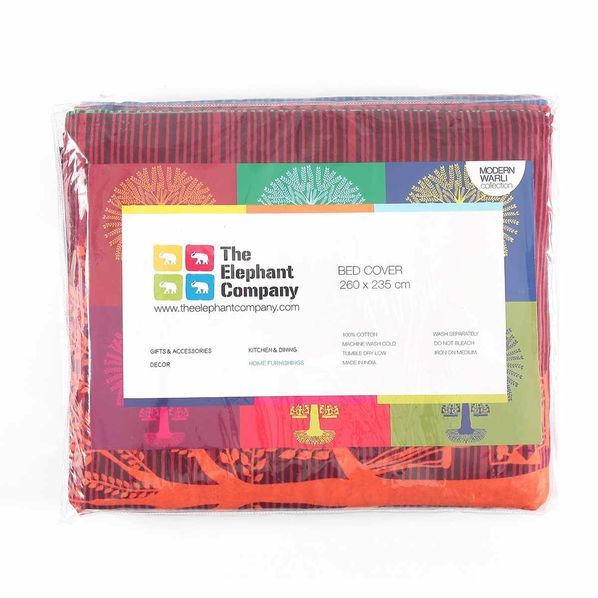 MODERN
WARLI
collection
The
Elephant
Company
www.theelephantcompany.com
BED COVER
260 x 235 cm
GIFTS & ACCESSORIES
DECOR
KITCHEN & DINING
HOME FURNISHINGS
100% COTTON
MACHINE WASH COLD
TUMBLE DRY LOW
MADE IN INDIA
WASH SEPARATELY
DO NOT BLEACH
IRON ON MEDIUM